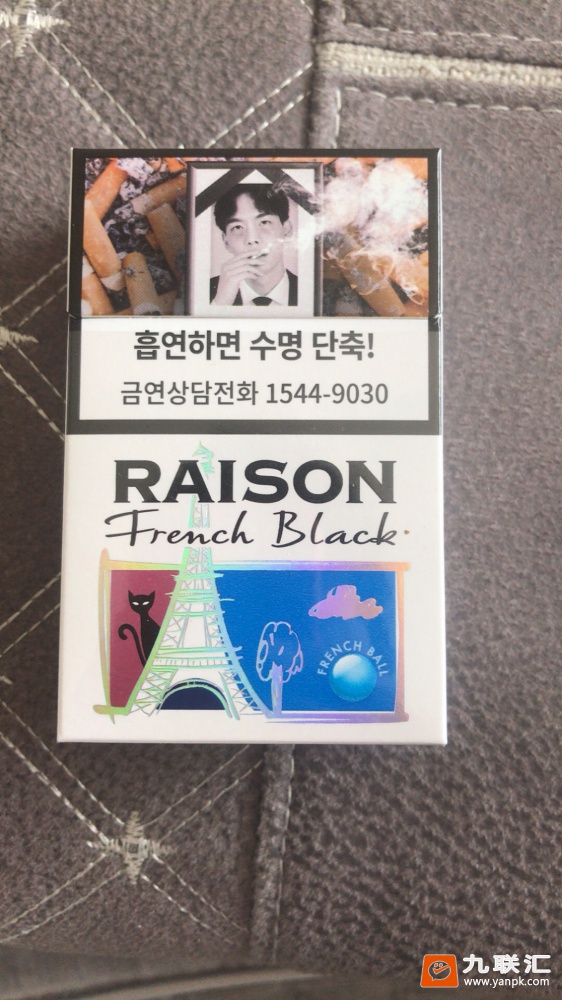 흡연하면 수명 단축!
금연상담전화 1544-9030
RAISON
French Black
FRENCH BALL
九联汇
www.yanpk.com